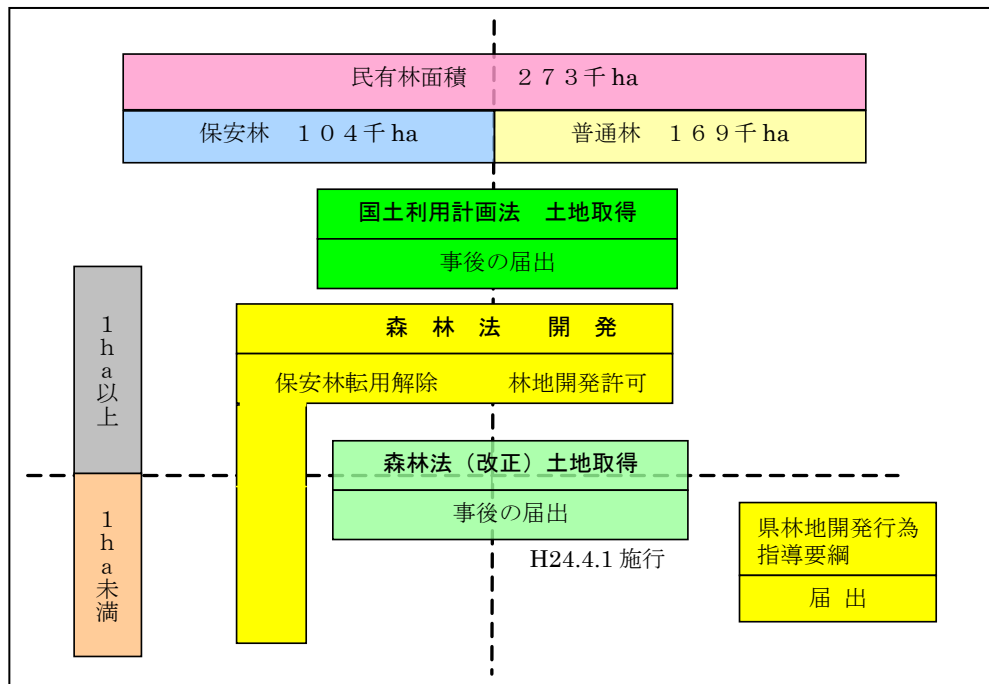 民有林面積　２７３千 ha
保安林　１０４千 ha
普通林　１６９千 ha
国土利用計画法　土地取得
事後の届出
１ｈａ以上
森　林　法　　開　発
保安林転用解除
林地開発許可
森林法（改正）土地取得
事後の届出
H24.4.1 施行
１ｈａ未満
県林地開発行為
指導要綱
届 出